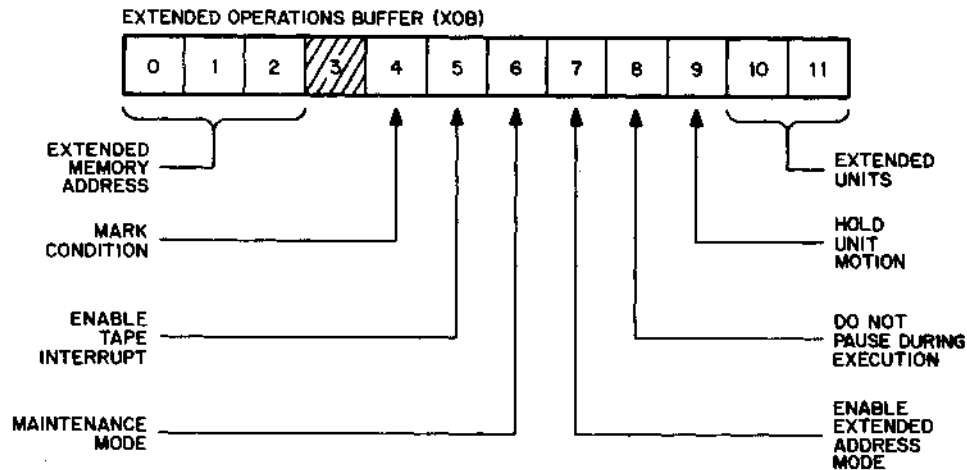 EXTENDED OPERATIONS BUFFER (XOB)
0 1 2 3 4 5 6 7 8 9 10 11
EXTENDED
MEMORY
ADDRESS
EXTENDED
UNITS
MARK
CONDITION
HOLD
UNIT
MOTION
ENABLE
TAPE
INTERRUPT
DO NOT
PAUSE DURING
EXECUTION
MAINTENANCE
MODE
ENABLE
EXTENDED
ADDRESS
MODE